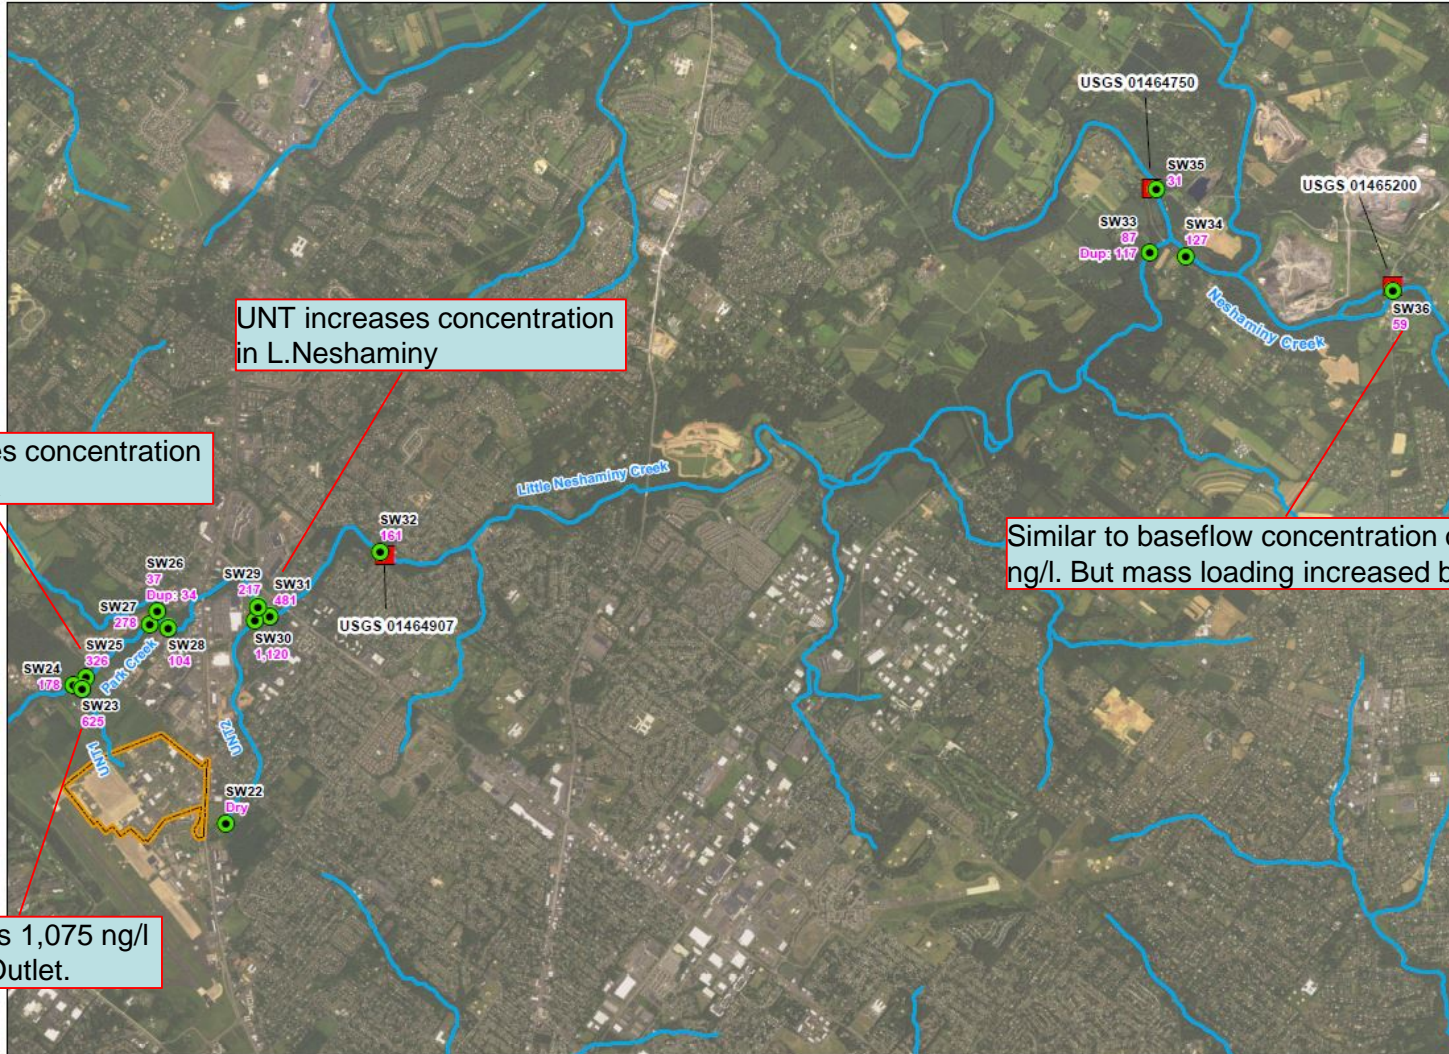 USGS 01464750
SW35
31
USGS 01465200
SW33
87
Dup: 117
SW34
127
Neshaminy Creek
SW36
59
UNT increases concentration
in L.Neshaminy
concentration
Little Neshaminy Creek
Similar to baseflow concentration
ng/l. But mass loading increased
SW32
161
USGS 01464907
SW26
37
Dup: 34
SW29
217
SW31
481
SW27
278
SW30
1,120
SW28
104
SW25
326
Park Creek
SW24
178
SW23
625
UNT1
UNT2
SW22
Dry
1,075 ng/l
Outlet.